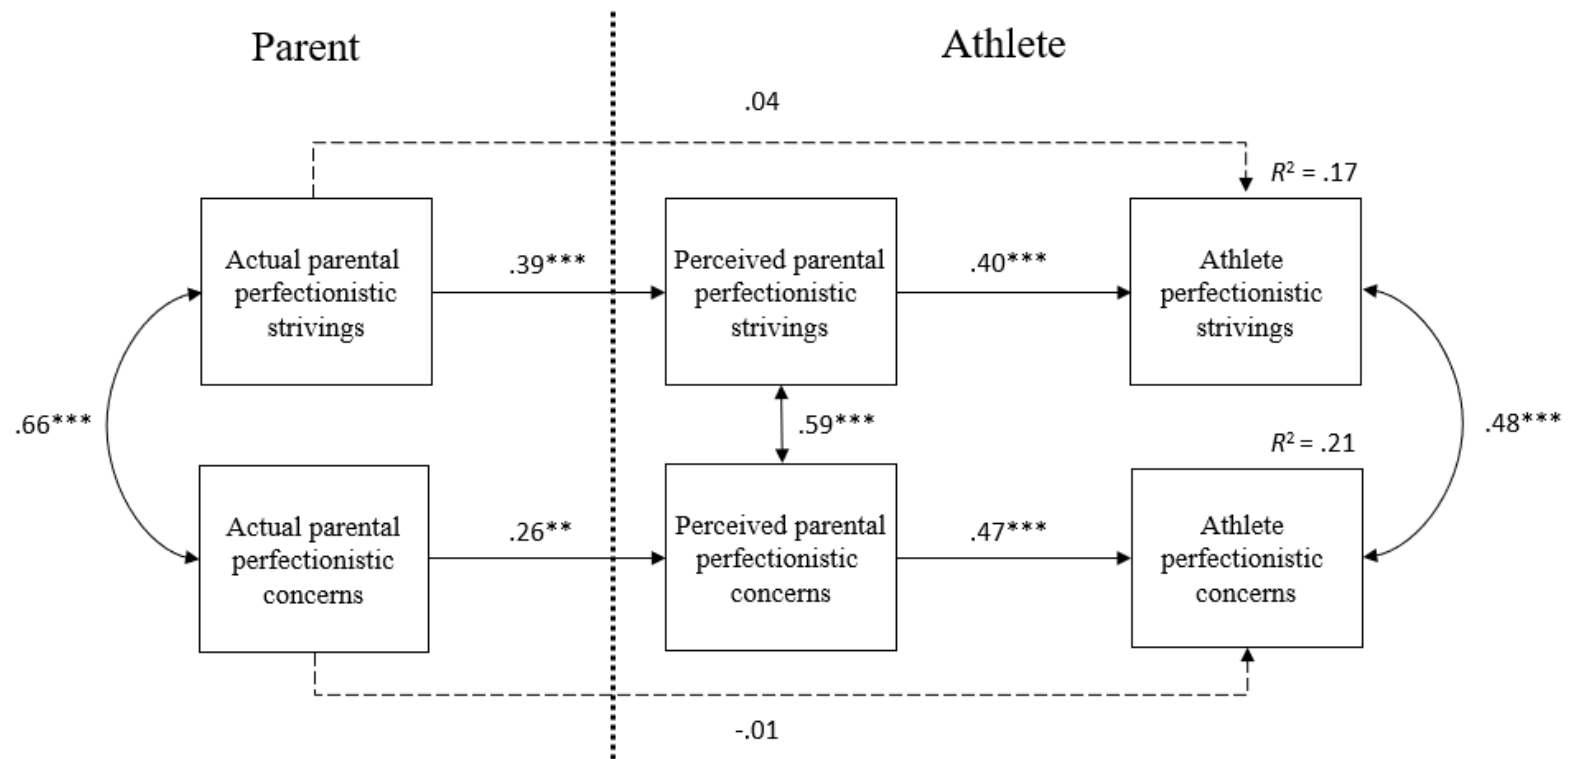 Parent
Athlete
.04
R² = .17
Actual parental
perfectionistic
strivings
.39***
Perceived parental
perfectionistic
strivings
.40***
Athlete
perfectionistic
strivings
.66***
.59***
.48***
R² = .21
Actual parental
perfectionistic
concerns
.26**
Perceived parental
perfectionistic
concerns
.47***
Athlete
perfectionistic
concerns
-.01